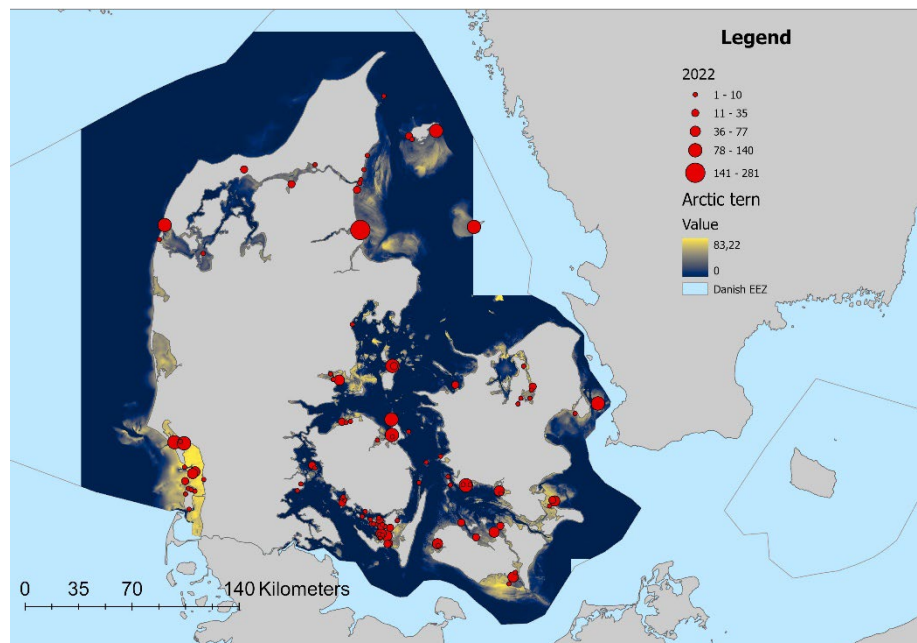 Legend
2022
1 - 10
11 - 35
36 - 77
78 - 140
141 - 281
Arctic tern
Value
83,22
0
Danish EEZ
0 35 70 140 Kilometers